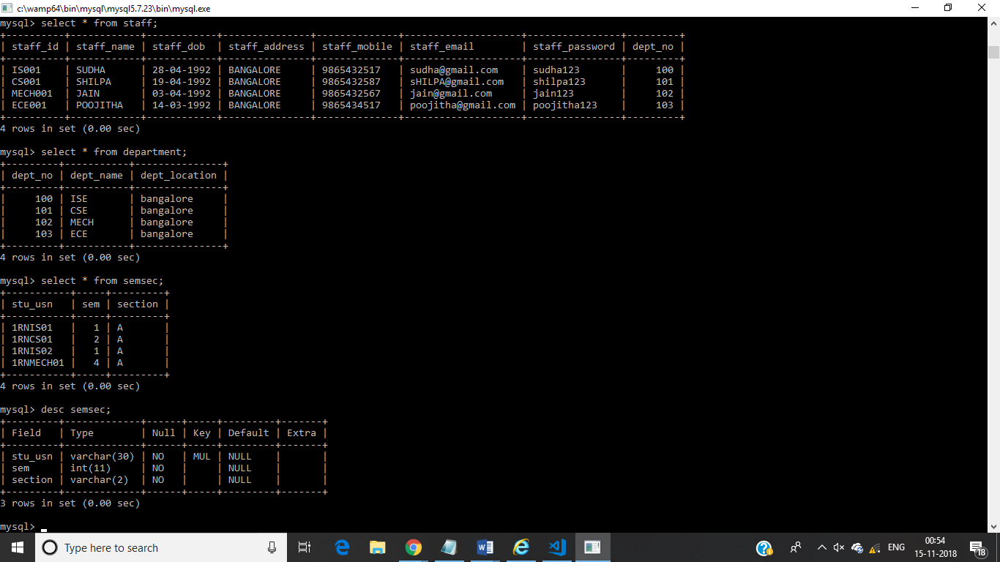 c:\wamp64\bin\mysql\mysql5.7.23\bin\mysql.exe
mysql> select * from staff;
+----------+------------+------------+---------------+--------------+--------------------+----------------+---------+
| staff_id | staff_name | staff_dob  | staff_address | staff_mobile | staff_email        | staff_password | dept_no |
+----------+------------+------------+---------------+--------------+--------------------+----------------+---------+
| IS001    | SUDHA      | 28-04-1992 | BANGALORE     | 9865432517   | sudha@gmail.com    | sudha123       |     100 |
| CS001    | SHILPA     | 19-04-1992 | BANGALORE     | 9865432587   | sHILPA@gmail.com   | shilpa123      |     101 |
| MECH001  | JAIN       | 03-04-1992 | BANGALORE     | 9865432567   | jain@gmail.com     | jain123        |     102 |
| ECE001   | POOJITHA   | 14-03-1992 | BANGALORE     | 9865434517   | poojitha@gmail.com | poojitha123    |     103 |
+----------+------------+------------+---------------+--------------+--------------------+----------------+---------+
4 rows in set (0.00 sec)
mysql> select * from department;
+---------+-----------+---------------+
| dept_no | dept_name | dept_location |
+---------+-----------+---------------+
|     100 | ISE       | bangalore     |
|     101 | CSE       | bangalore     |
|     102 | MECH      | bangalore     |
|     103 | ECE       | bangalore     |
+---------+-----------+---------------+
4 rows in set (0.00 sec)
mysql> select * from semsec;
+----------+-----+---------+
| stu_usn  | sem | section |
+----------+-----+---------+
| 1RNIS01  |   1 | A       |
| 1RNCS01  |   2 | A       |
| 1RNIS02  |   1 | A       |
| 1RNMECH01 |   4 | A       |
+----------+-----+---------+
4 rows in set (0.00 sec)
mysql> desc semsec;
+---------+-------------+------+-----+---------+-------+
| Field   | Type        | Null | Key | Default | Extra |
+---------+-------------+------+-----+---------+-------+
| stu_usn | varchar(30) | NO   | MUL | NULL    |       |
| sem     | int(11)     | NO   |     | NULL    |       |
| section | varchar(2)  | NO   |     | NULL    |       |
+---------+-------------+------+-----+---------+-------+
3 rows in set (0.00 sec)
mysql>
Type here to search
ENG
00:54
15-11-2018
18